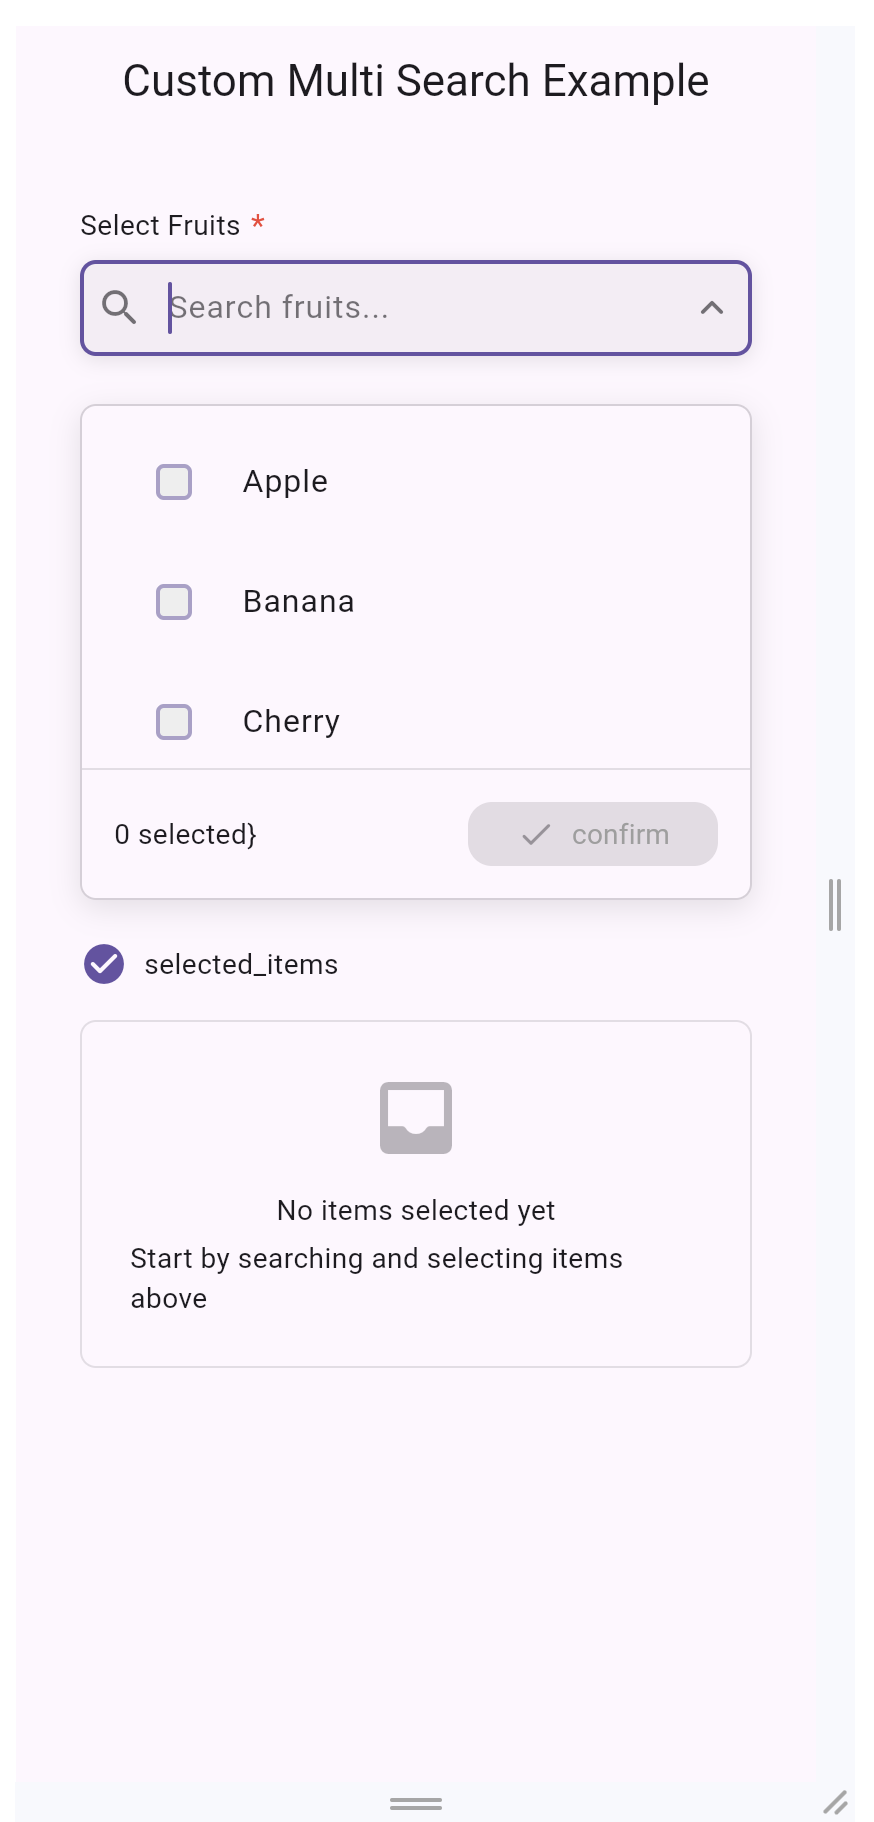 Custom Multi Search Example
Select Fruits *
Search fruits...
Apple
Banana
Cherry
0 selected}
confirm
selected_items
No items selected yet
Start by searching and selecting items
above